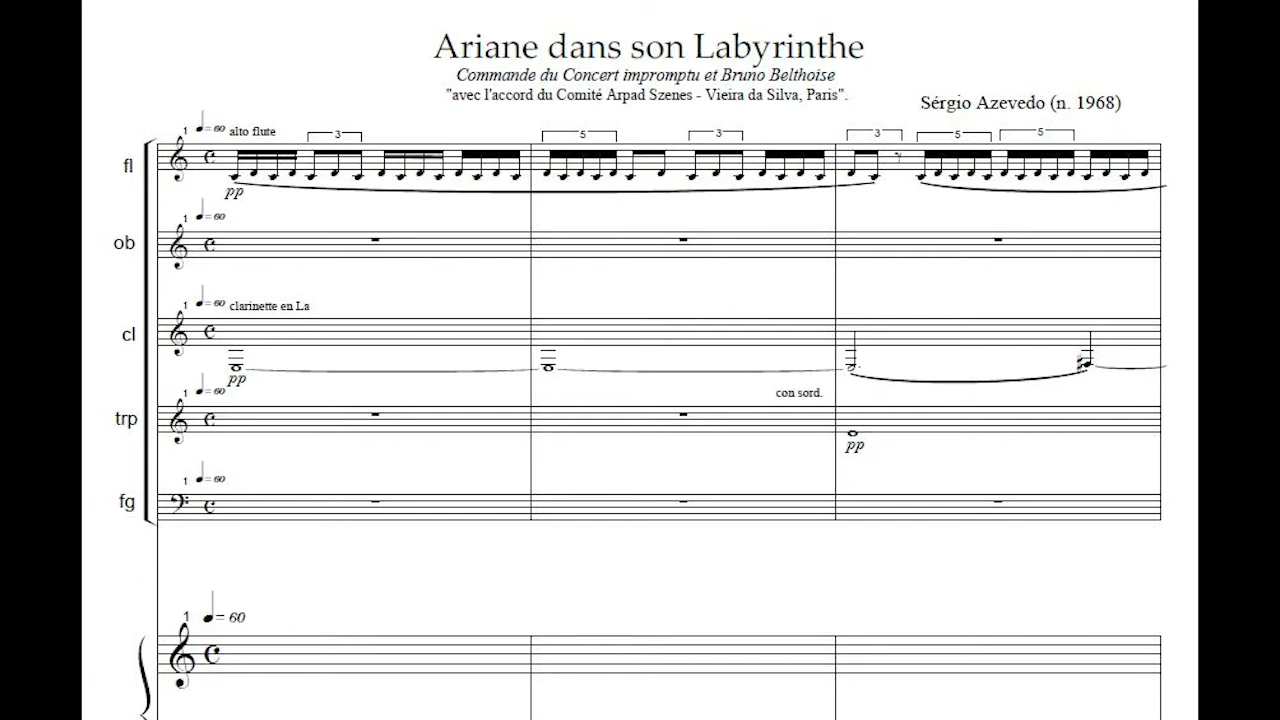 Ariane dans son Labyrinthe
Commande du Concert impromptu et Bruno Belthoise
"avec l'accord du Comité Arpad Szenes - Vieira da Silva, Paris".
Sérgio Azevedo (n. 1968)
1 = 60 alto flute 3 5 3 3 5 5
fl
pp
1 = 60
ob
1 = 60 clarinette en La
cl
pp
1 = 60 con sord.
trp
pp
1 = 60
fg
1 = 60